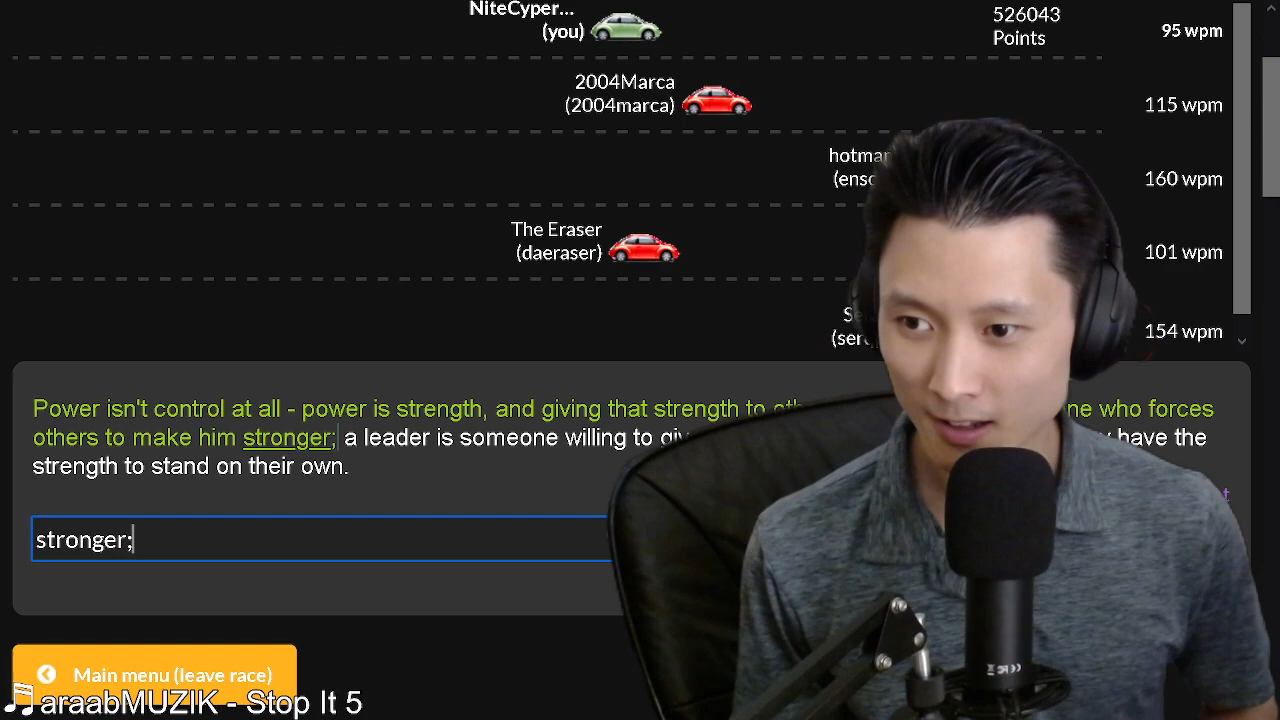 NiteCyper...
(you)
526043
Points
95 wpm
2004Marca
(2004marca)
115 wpm
160 wpm
The Eraser
(daeraser)
101 wpm
154 wpm
Power isn't control at all - power is strength, and giving that strength to who forces
others to make him stronger; a leader is someone willing to have the
strength to stand on their own.
stronger;
Main menu (leave race)
araabMUZIK - Stop It 5